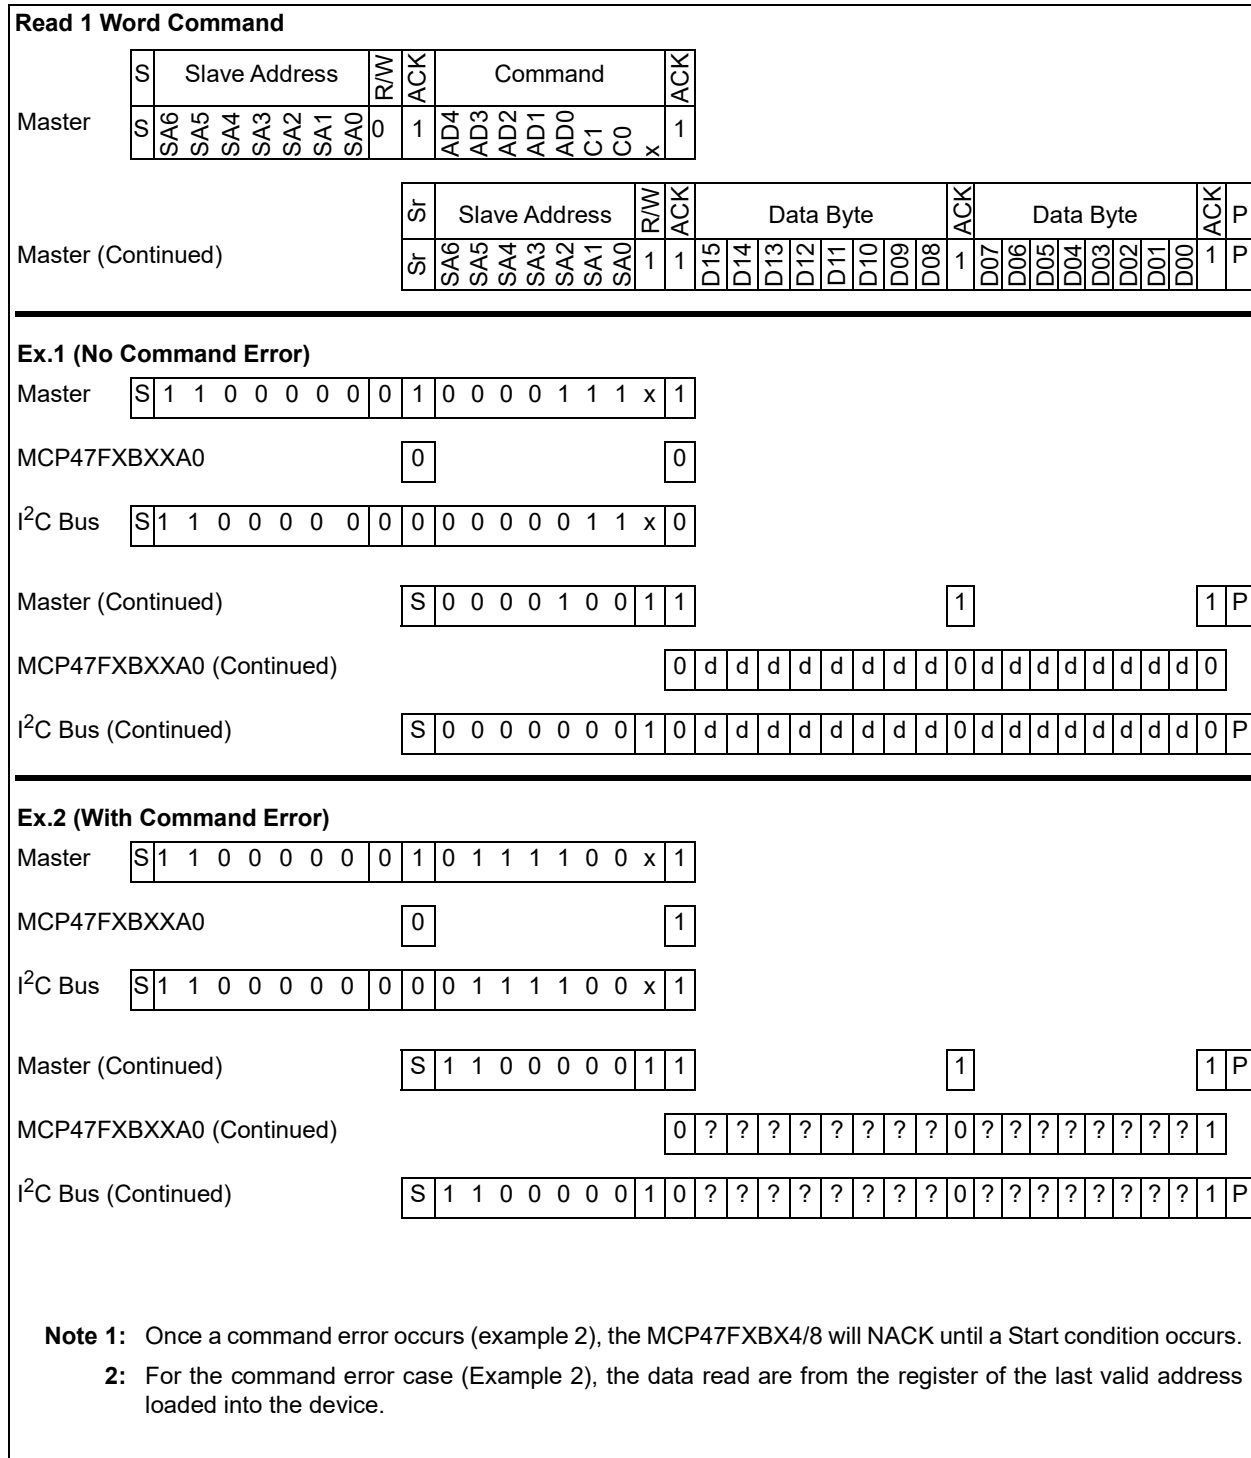 Read 1 Word Command
S Slave Address R/W ACK Command ACK
Master S SA6 SA5 SA4 SA3 SA2 SA1 SA0 0 1 AD4 AD3 AD2 AD1 AD0 C1 C0 x 1
Sr Slave Address R/W ACK Data Byte ACK Data Byte ACK P
Master (Continued) Sr SA6 SA5 SA4 SA3 SA2 SA1 SA0 1 1 D15 D14 D13 D12 D11 D10 D09 D08 1 D07 D06 D05 D04 D03 D02 D01 D00 1 P
Ex.1 (No Command Error)
Master S 1 1 0 0 0 0 0 0 1 0 0 0 0 1 1 1 x 1
MCP47FXBXXA0 0 0
I2C Bus S 1 1 0 0 0 0 0 0 0 0 0 0 0 0 1 1 x 0
Master (Continued) S 0 0 0 0 1 0 0 1 1 1 1 P
MCP47FXBXXA0 (Continued) 0 d d d d d d d d 0 d d d d d d d d 0
I2C Bus (Continued) S 0 0 0 0 0 0 0 1 0 d d d d d d d d 0 d d d d d d d d 0 P
Ex.2 (With Command Error)
Master S 1 1 0 0 0 0 0 0 1 0 1 1 1 1 0 0 x 1
MCP47FXBXXA0 0 1
I2C Bus S 1 1 0 0 0 0 0 0 0 0 1 1 1 1 0 0 x 1
Master (Continued) S 1 1 0 0 0 0 0 1 1 1 1 P
MCP47FXBXXA0 (Continued) 0 ? ? ? ? ? ? ? ? 0 ? ? ? ? ? ? ? ? 1
I2C Bus (Continued) S 1 1 0 0 0 0 0 1 0 ? ? ? ? ? ? ? ? 0 ? ? ? ? ? ? ? ? 1 P
Note 1: Once a command error occurs (example 2), the MCP47FXBX4/8 will NACK until a Start condition occurs.
2: For the command error case (Example 2), the data read are from the register of the last valid address
loaded into the device.